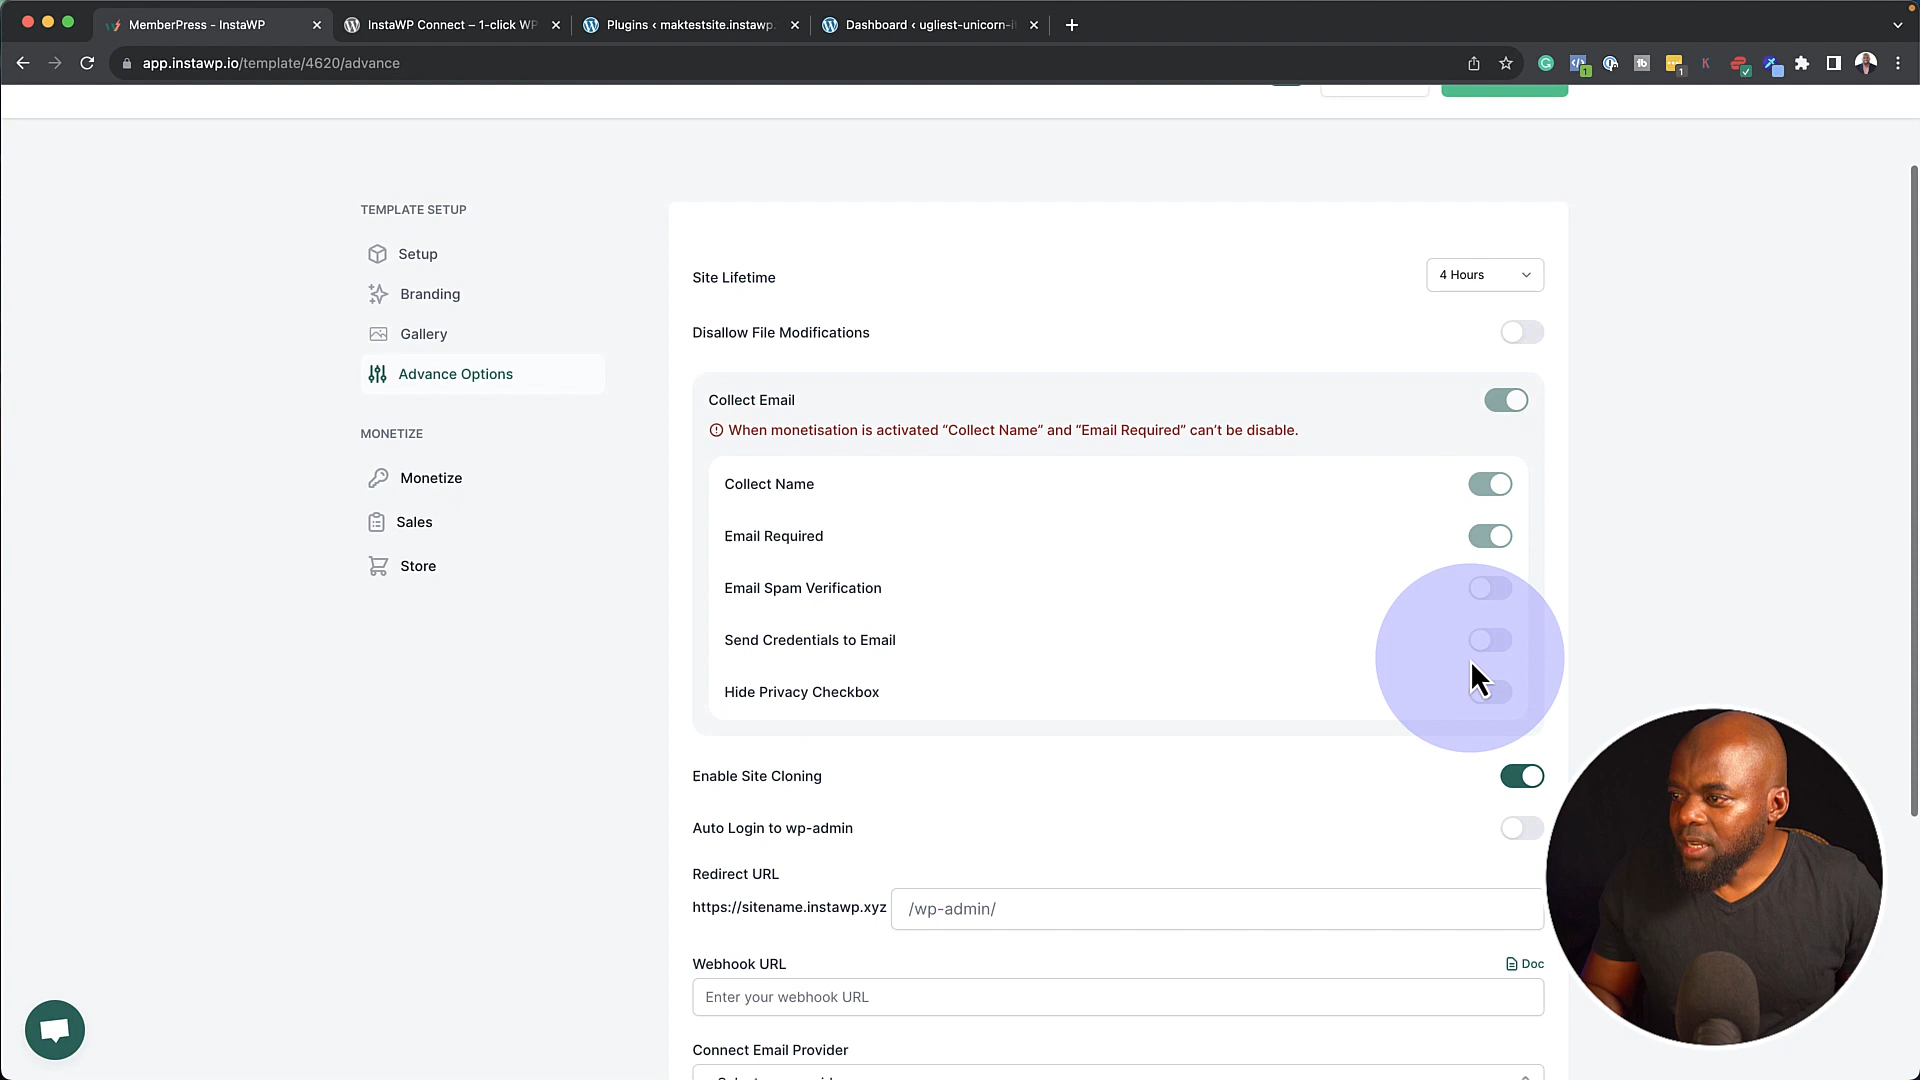 MemberPress - InstaWP
InstaWP Connect – 1-click WP
Plugins ‹ maktestsite.instawp.
Dashboard ‹ ugliest-unicorn-
app.instawp.io/template/4620/advance
TEMPLATE SETUP
Setup
Branding
Gallery
Advance Options
MONETIZE
Monetize
Sales
Store
Site Lifetime
4 Hours
Disallow File Modifications
Collect Email
When monetisation is activated “Collect Name” and “Email Required” can’t be disable.
Collect Name
Email Required
Email Spam Verification
Send Credentials to Email
Hide Privacy Checkbox
Enable Site Cloning
Auto Login to wp-admin
Redirect URL
https://sitename.instawp.xyz
/wp-admin/
Webhook URL
Doc
Enter your webhook URL
Connect Email Provider